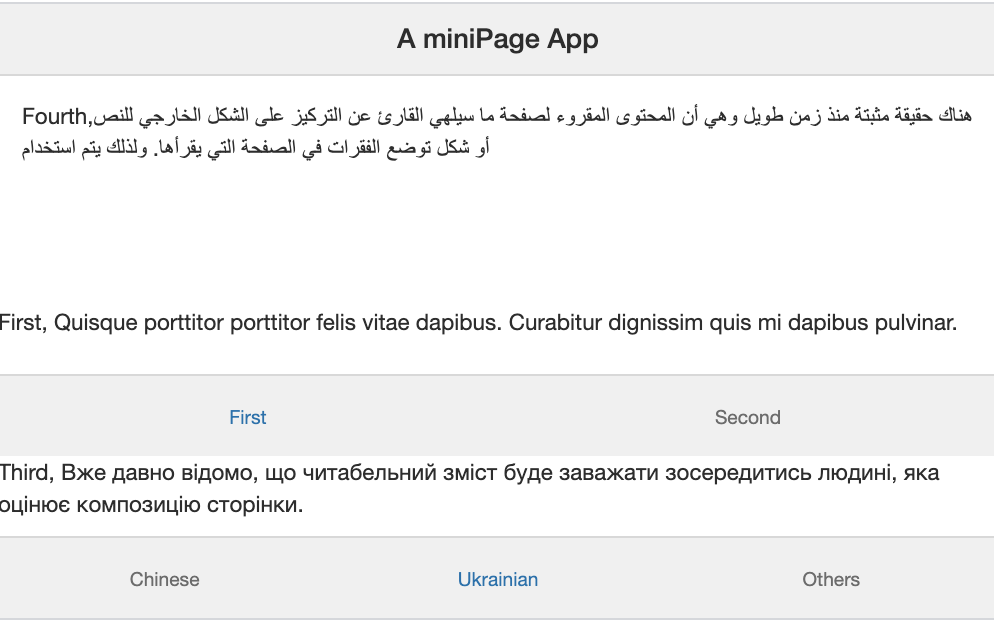 A miniPage App
Fourth,هناك حقيقة مثبتة منذ زمن طويل وهي أن المحتوى المقروء لصفحة ما سيلهي القارئ عن التركيز على الشكل الخارجي للنص
أو شكل توضع الفقرات في الصفحة التي يقرأها. ولذلك يتم استخدام
First, Quisque porttitor porttitor felis vitae dapibus. Curabitur dignissim quis mi dapibus pulvinar.
First
Second
Third, Вже давно відомо, що читабельний зміст буде заважати зосередитись людині, яка
оцінює композицію сторінки.
Chinese
Ukrainian
Others